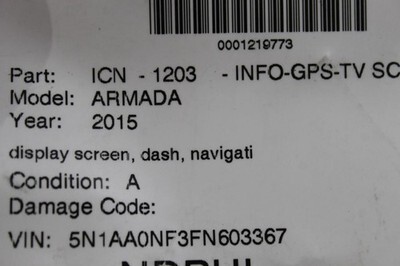 0001219773
Part: ICN - 1203 - INFO-GPS-TV SC
Model: ARMADA
Year: 2015
display screen, dash, navigati
Condition: A
Damage Code:
VIN: 5N1AA0NF3FN603367